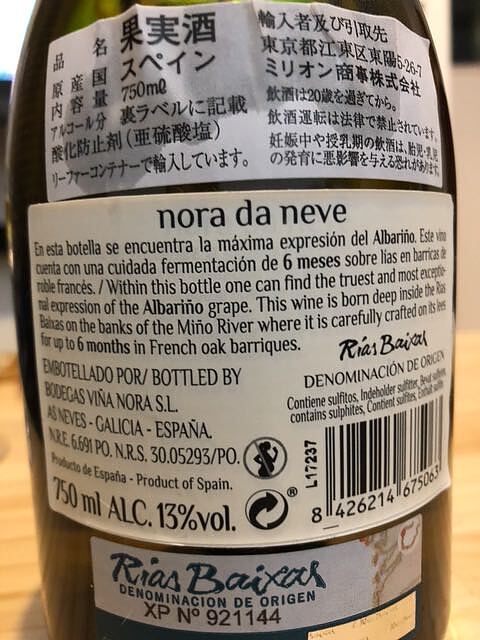 品名 果実酒
原産国 スペイン
内容量 750mℓ
アルコール分 裏ラベルに記載
酸化防止剤(亜硫酸塩)
リーファーコンテナーで輸入しています。
輸入者及び引取先
東京都江東区東陽5-26-7
ミリオン商事株式会社
飲酒は20歳を過ぎてから。
飲酒運転は法律で禁止されています。
妊娠中や授乳期の飲酒は、胎児・乳児
の発育に悪影響を与える恐れがあります。
nora da neve
En esta botella se encuentra la máxima expresión del Albariño. Este vino
cuenta con una cuidada fermentación de 6 meses sobre lías en barricas de
roble francés. / Within this bottle one can find the truest and most exceptio-
nal expression of the Albariño grape. This wine is born deep inside the Rias
Baixas on the banks of the Miño River where it is carefully crafted on its lees
for up to 6 months in French oak barriques.
Rías Baixas
DENOMINACIÓN DE ORIGEN
Contiene sulfitos, Indeholder sulfitter,
contains sulphites, Contient sulfites,
EMBOTELLADO POR/ BOTTLED BY
BODEGAS VIÑA NORA S.L.
AS NEVES - GALICIA - ESPAÑA.
N.R.E. 6.691 PO. N.R.S. 30.05293/PO.
Producto de España - Product of Spain.
750 ml ALC. 13%vol.
®
L17237
8 426214 675063
Rías Baixas
DENOMINACION DE ORIGEN
XP Nº 921144